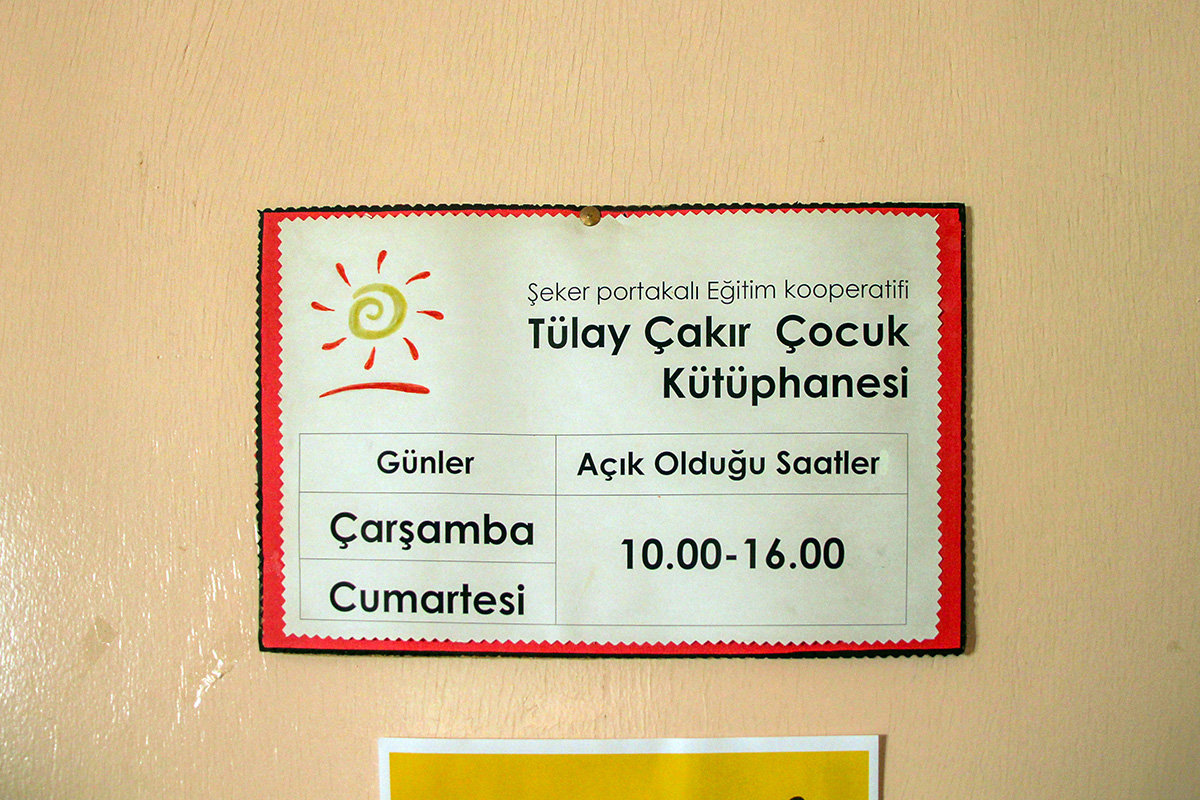 Şeker portakalı Eğitim kooperatifi
Tülay Çakır Çocuk
Kütüphanesi
Günler
Açık Olduğu Saatler
Çarşamba
10.00-16.00
Cumartesi